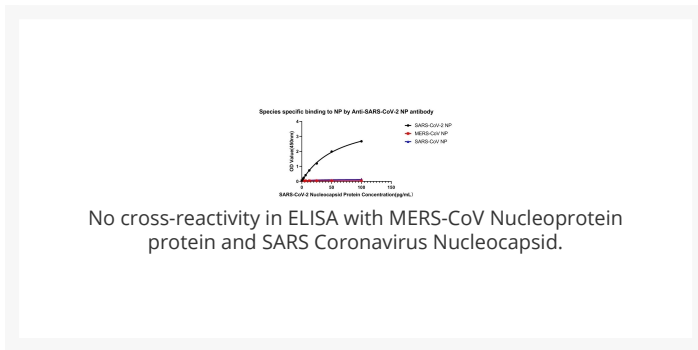 Species specific binding to NP by Anti-SARS-CoV-2 NP antibody
4
3
2
1
0
OD Value(450nm)
SARS-CoV-2 NP
MERS-CoV NP
SARS-CoV NP
0 50 100 150
SARS-CoV-2 Nucleocapsid Protein Concentration(pg/mL)
No cross-reactivity in ELISA with MERS-CoV Nucleoprotein
protein and SARS Coronavirus Nucleocapsid.